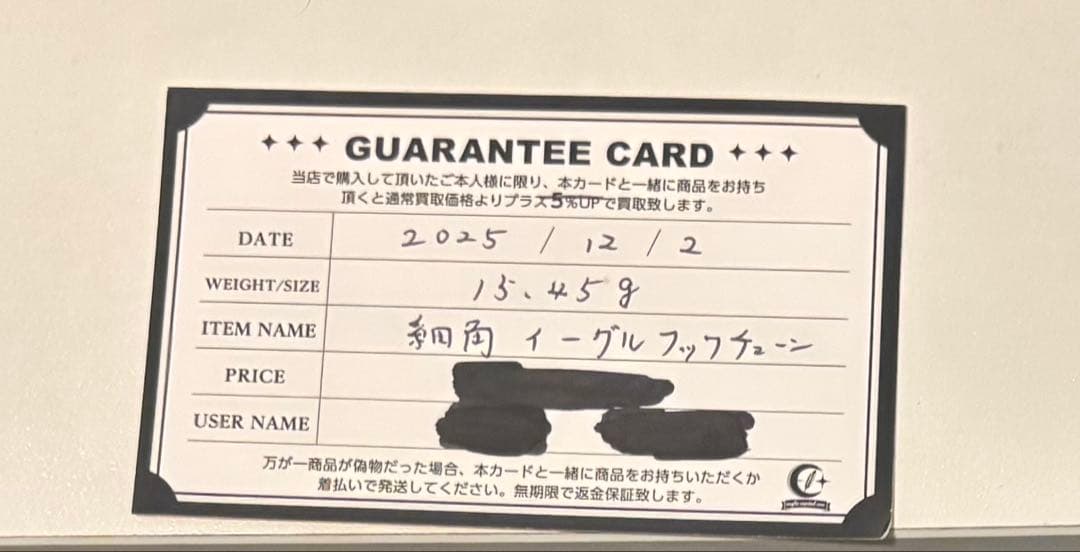 GUARANTEE CARD
当店で購入して頂いたご本人様に限り、本カードと一緒に商品をお持ち
頂くと通常買取価格よりプラス5%UPで買取致します。
DATE 2025 / 12 / 2
WEIGHT/SIZE 15.45g
ITEM NAME 細角 イーグルフックチェーン
PRICE
USER NAME
万が一商品が偽物だった場合、本カードと一緒に商品をお持ちいただくか
着払いで発送してください。無期限で返金保証致します。